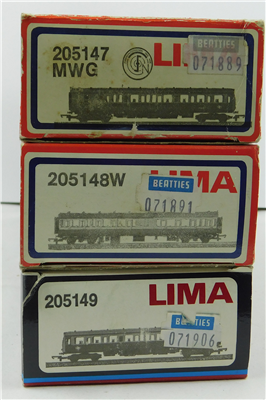 205147
MWG
LI
BEATTIES
071889
205148W
LIMA
BEATTIES
071891
205149
LIMA
BEATTIES
071906